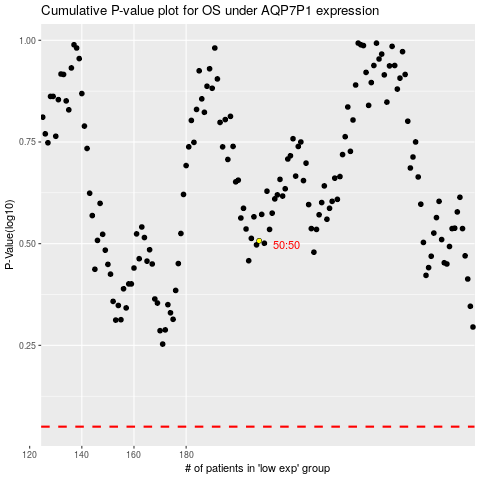 Cumulative P-value plot for OS under AQP7P1 expression
P-Value(log10)
1.00
0.75
0.50
0.25
50:50
120 140 160 180
# of patients in 'low exp' group